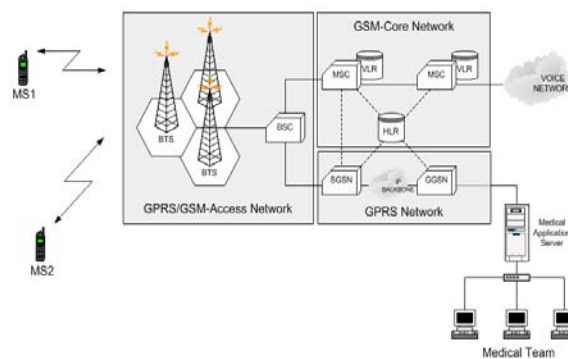 GSM-Core Network
VLR
VLR
MSC
MSC
VOICE
NETWORK
MS1
BTS
BSC
HLR
BTS
SGSN
IP
BACKBONE
GGSN
GPRS/GSM-Access Network
GPRS Network
Medical
Application
Server
MS2
Medical Team